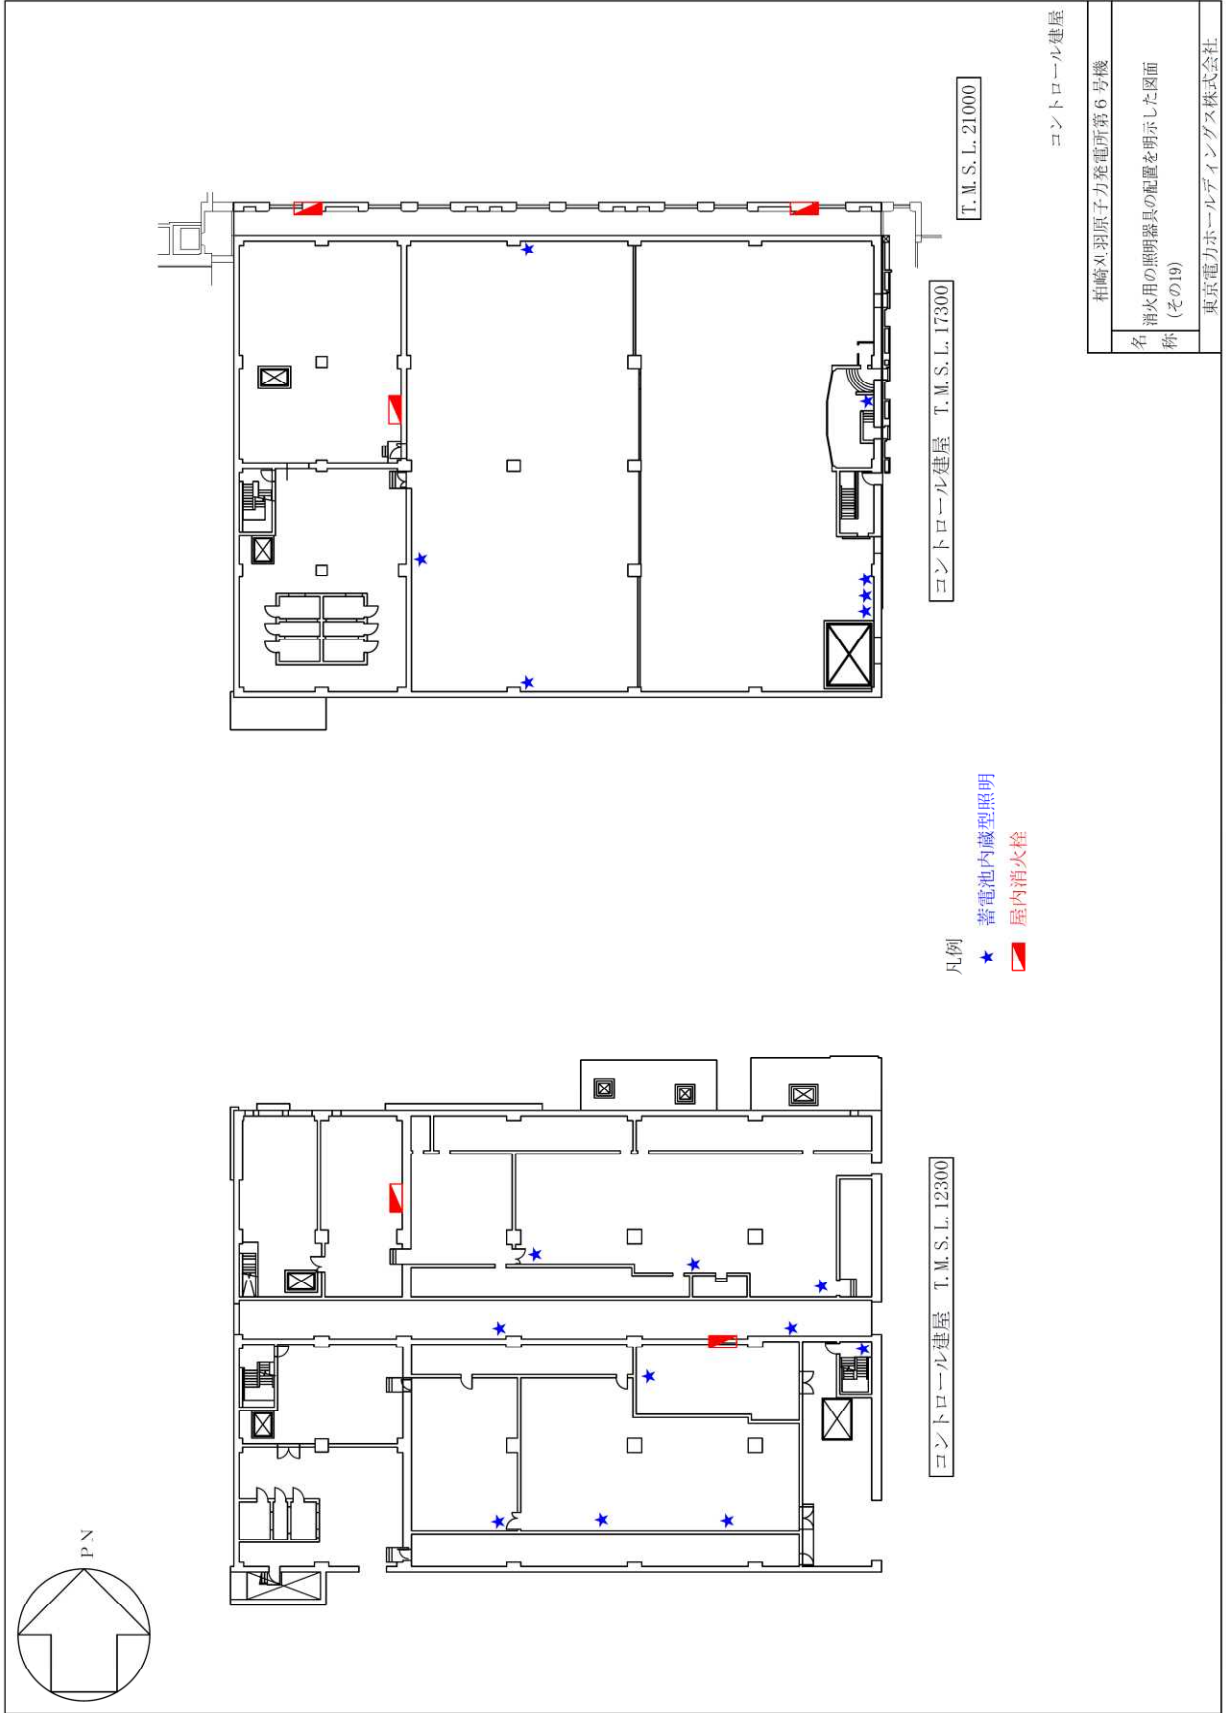 PN
コントロール建屋 T.M.S.L. 12300
コントロール建屋 T.M.S.L. 17300
T.M.S.L. 21000
凡例
★ 蓄電池内蔵型照明
屋内消火栓
コントロール建屋
柏崎刈羽原子力発電所第6号機
名称
消火用の照明器具の配置を明示した図面
(その19)
東京電力ホールディングス株式会社